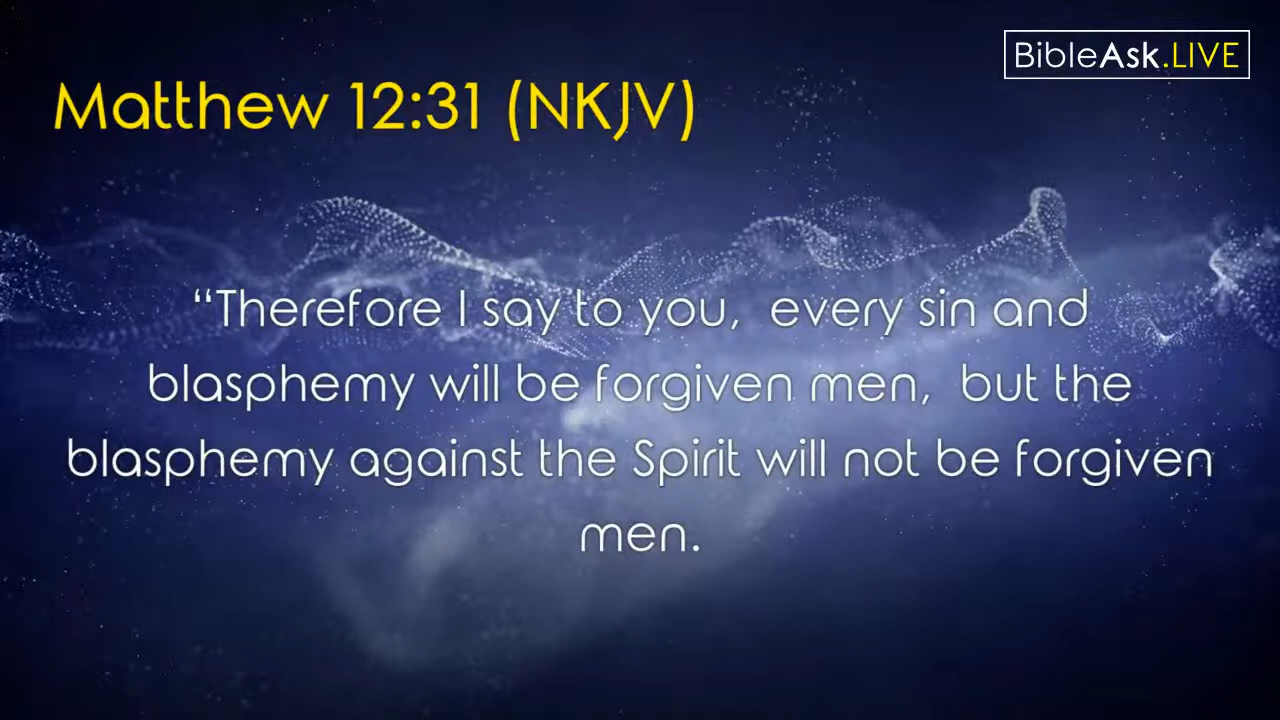 BibleAsk.LIVE
Matthew 12:31 (NKJV)
“Therefore I say to you,  every sin and
blasphemy will be forgiven men,  but the
blasphemy against the Spirit will not be forgiven
men.